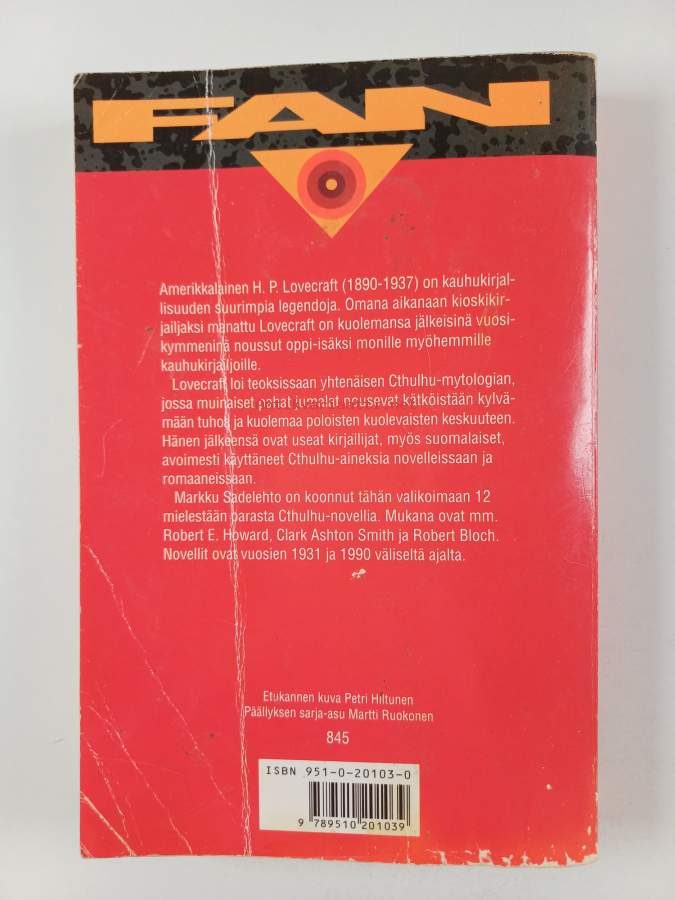 FAN
Amerikkalainen H. P. Lovecraft (1890-1937) on kauhukirjal-
lisuuden suurimpia legendoja. Omana aikanaan kioskikir-
jailjaksi manattu Lovecraft on kuolemansa jälkeisinä vuosi-
kymmeninä noussut oppi-isäksi monille myöhemmille
kauhukirjailijoille.
Lovecraft loi teoksissaan yhtenäisen Cthulhu-mytologian,
jossa muinaiset pahat jumalat nousevat kätköistään kylvä-
mään tuhoa ja kuolemaa poloisten kuolevaisten keskuuteen.
Hänen jälkeensä ovat useat kirjailijat, myös suomalaiset,
avoimesti käyttäneet Cthulhu-aineksia novelleissaan ja
romaaneissaan.
Markku Sadelehto on koonnut tähän valikoimaan 12
mielestään parasta Cthulhu-novellia. Mukana ovat mm.
Robert E. Howard, Clark Ashton Smith ja Robert Bloch.
Novellit ovat vuosien 1931 ja 1990 väliseltä ajalta.
Etukannen kuva Petri Hiltunen
Päällyksen sarja-asu Martti Ruokonen
845
ISBN 951-0-20103-0
9 789510 201039